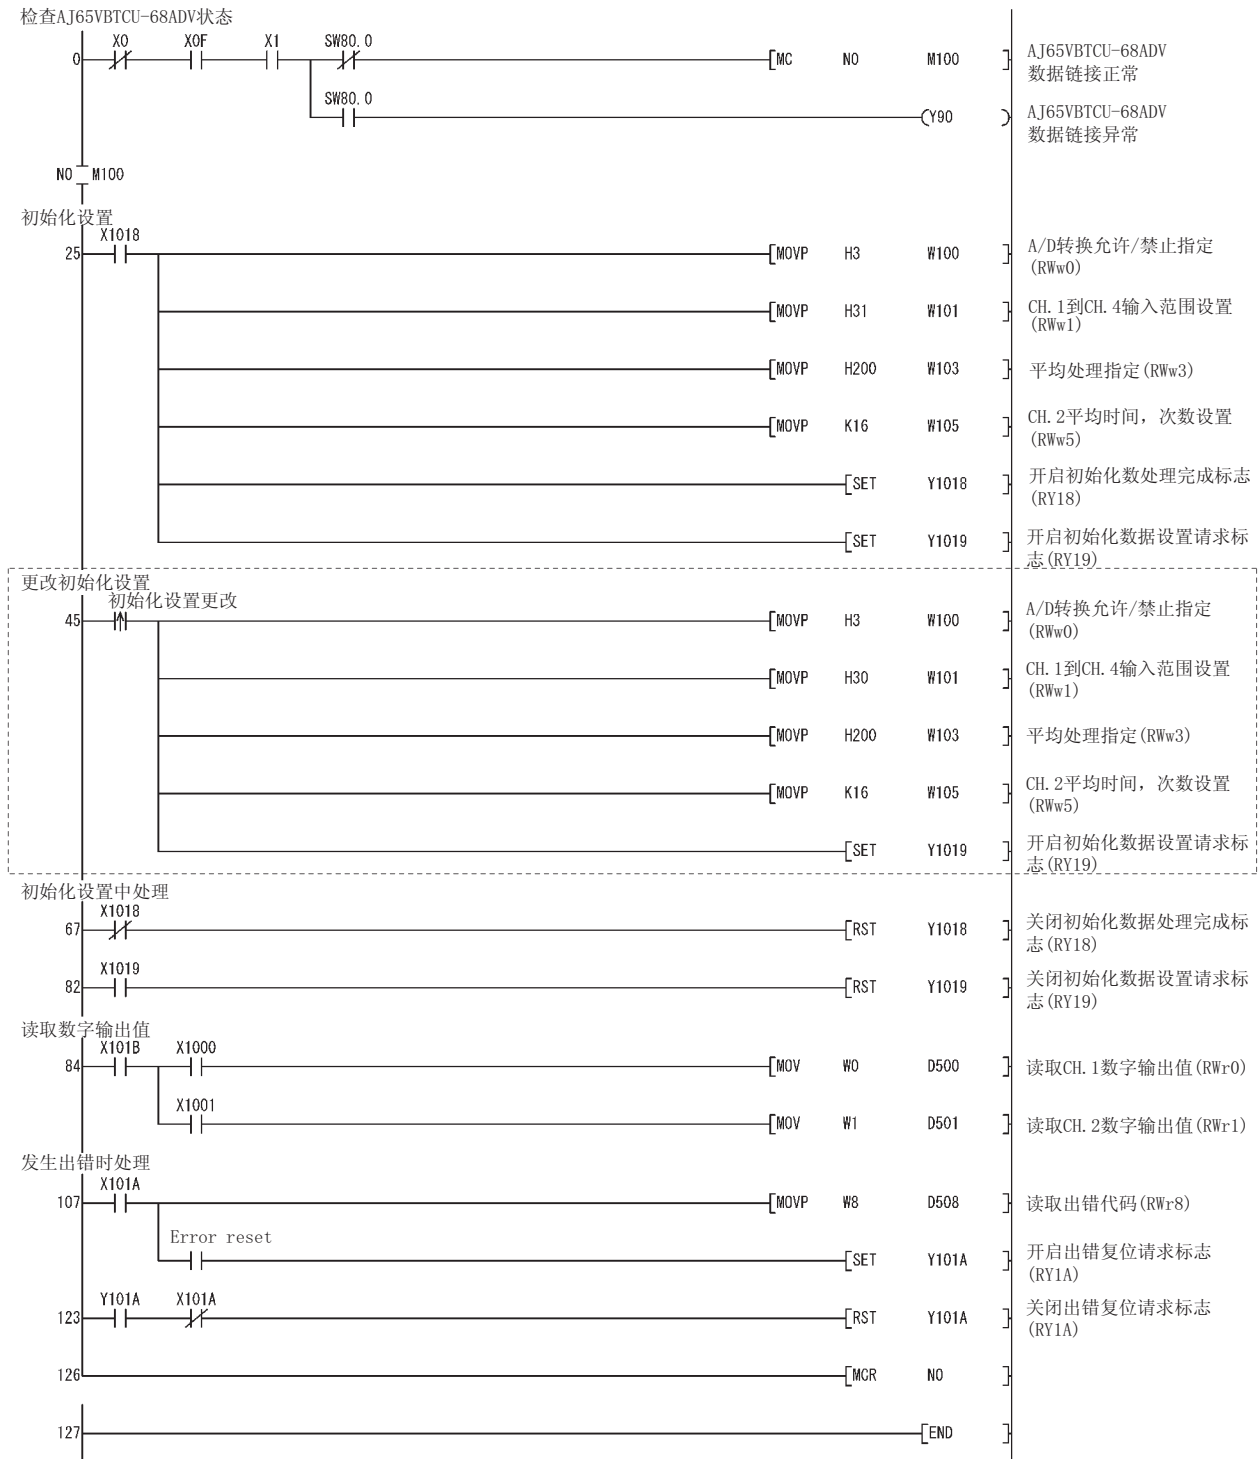 检查AJ65VBTCU-68ADV状态
X0 X0F X1 SW80.0
0 MC N0 M100 AJ65VBTCU-68ADV
数据链接正常
SW80.0
Y90 AJ65VBTCU-68ADV
数据链接异常
N0 M100
初始化设置
X1018
25 MOVP H3 W100 A/D转换允许/禁止指定
(RWw0)
MOVP H31 W101 CH.1到CH.4输入范围设置
(RWw1)
MOVP H200 W103 平均处理指定(RWw3)
MOVP K16 W105 CH.2平均时间，次数设置
(RWw5)
SET Y1018 开启初始化数处理完成标志
(RY18)
SET Y1019 开启初始化数据设置请求标
志(RY19)
更改初始化设置
初始化设置更改
45 MOVP H3 W100 A/D转换允许/禁止指定
(RWw0)
MOVP H30 W101 CH.1到CH.4输入范围设置
(RWw1)
MOVP H200 W103 平均处理指定(RWw3)
MOVP K16 W105 CH.2平均时间，次数设置
(RWw5)
SET Y1019 开启初始化数据设置请求标
志(RY19)
初始化设置中处理
X1018
67 RST Y1018 关闭初始化数据处理完成标
志(RY18)
X1019
82 RST Y1019 关闭初始化数据设置请求标
志(RY19)
读取数字输出值
X101B X1000
84 MOV W0 D500 读取CH.1数字输出值(RWr0)
X1001
MOV W1 D501 读取CH.2数字输出值(RWr1)
发生出错时处理
X101A
107 MOVP W8 D508 读取出错代码(RWr8)
Error reset
SET Y101A 开启出错复位请求标志
(RY1A)
Y101A X101A
123 RST Y101A 关闭出错复位请求标志
(RY1A)
126 MCR N0
127 END